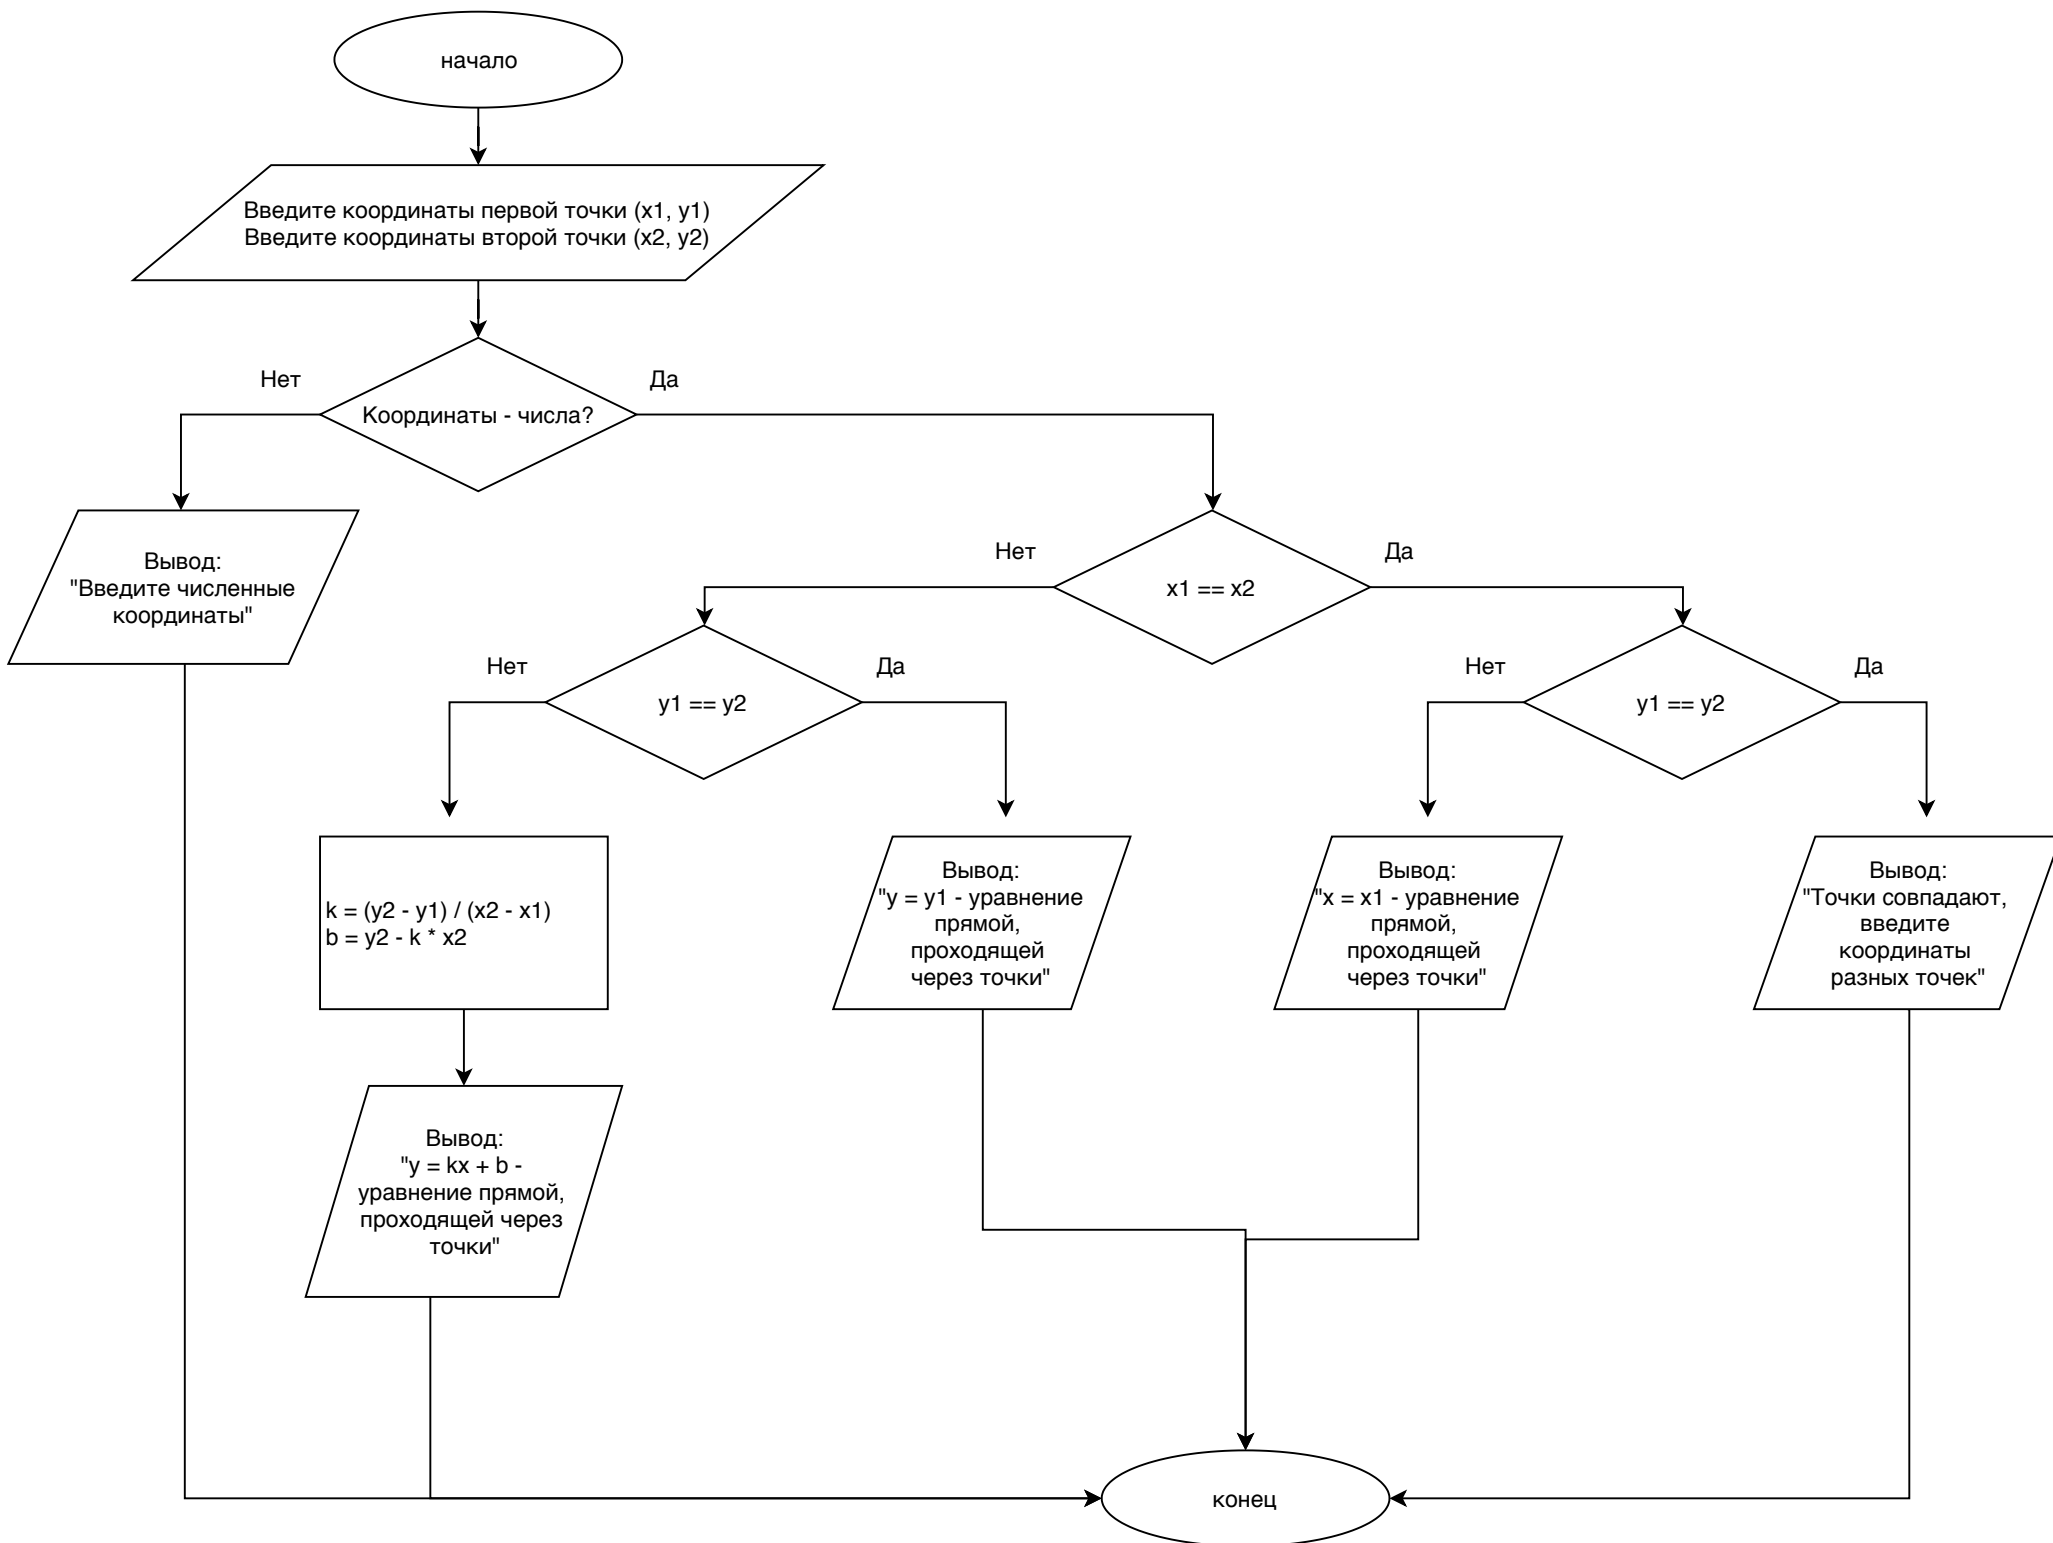 начало
Введите координаты первой точки (x1, y1)
Введите координаты второй точки (x2, y2)
Нет
Да
Координаты - числа?
Вывод:
"Введите численные
координаты"
Нет
Да
x1 == x2
Нет
Да
y1 == y2
Нет
Да
y1 == y2
k = (y2 - y1) / (x2 - x1)
b = y2 - k * x2
Вывод:
"y = y1 - уравнение
прямой,
проходящей
через точки"
Вывод:
"x = x1 - уравнение
прямой,
проходящей
через точки"
Вывод:
"Точки совпадают,
введите
координаты
разных точек"
Вывод:
"y = kx + b -
уравнение прямой,
проходящей через
точки"
конец